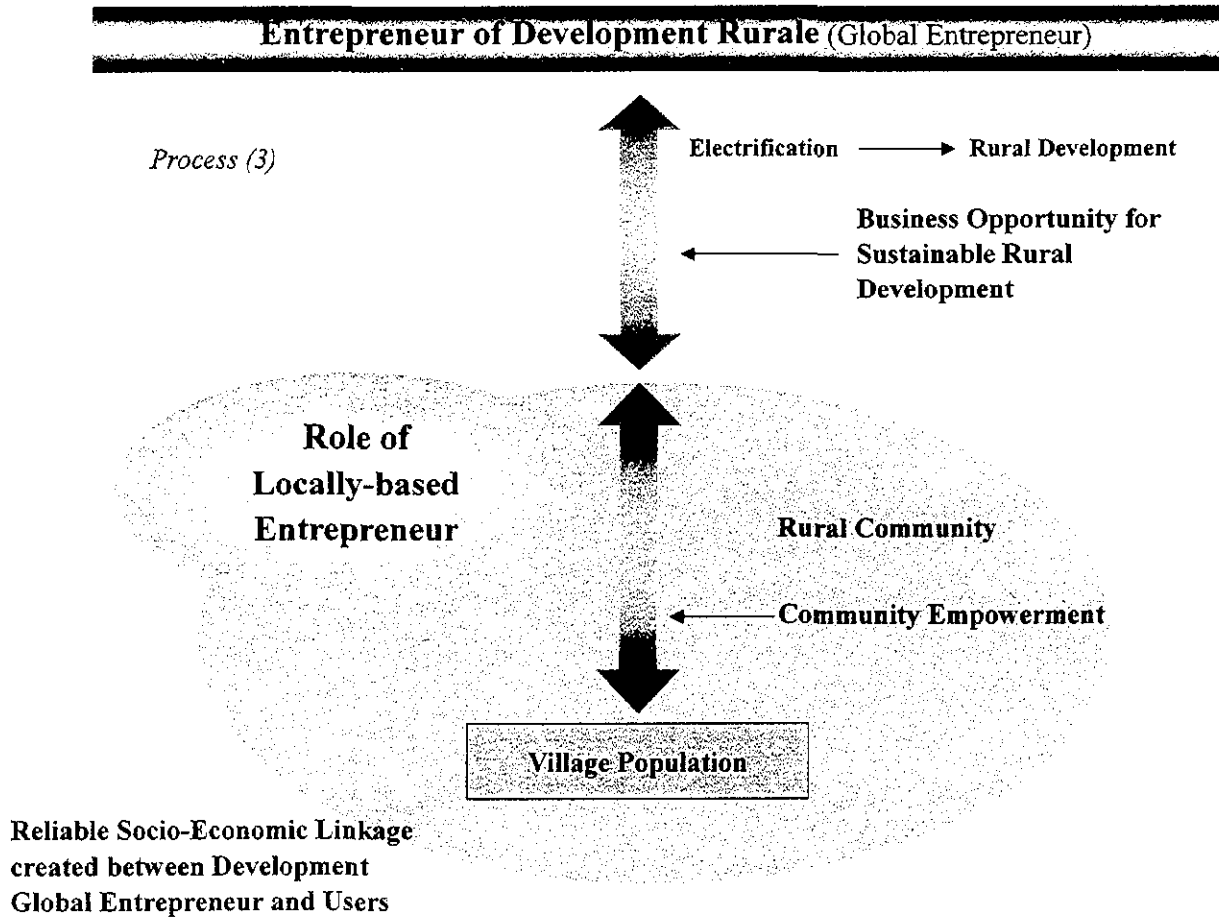 Entrepreneur of Development Rurale (Global Entrepreneur)
Process (3)
Electrification
Rural Development
Business Opportunity for
Sustainable Rural
Development
Role of
Locally-based
Entrepreneur
Rural Community
Community Empowerment
Village Population
Reliable Socio-Economic Linkage
created between Development
Global Entrepreneur and Users